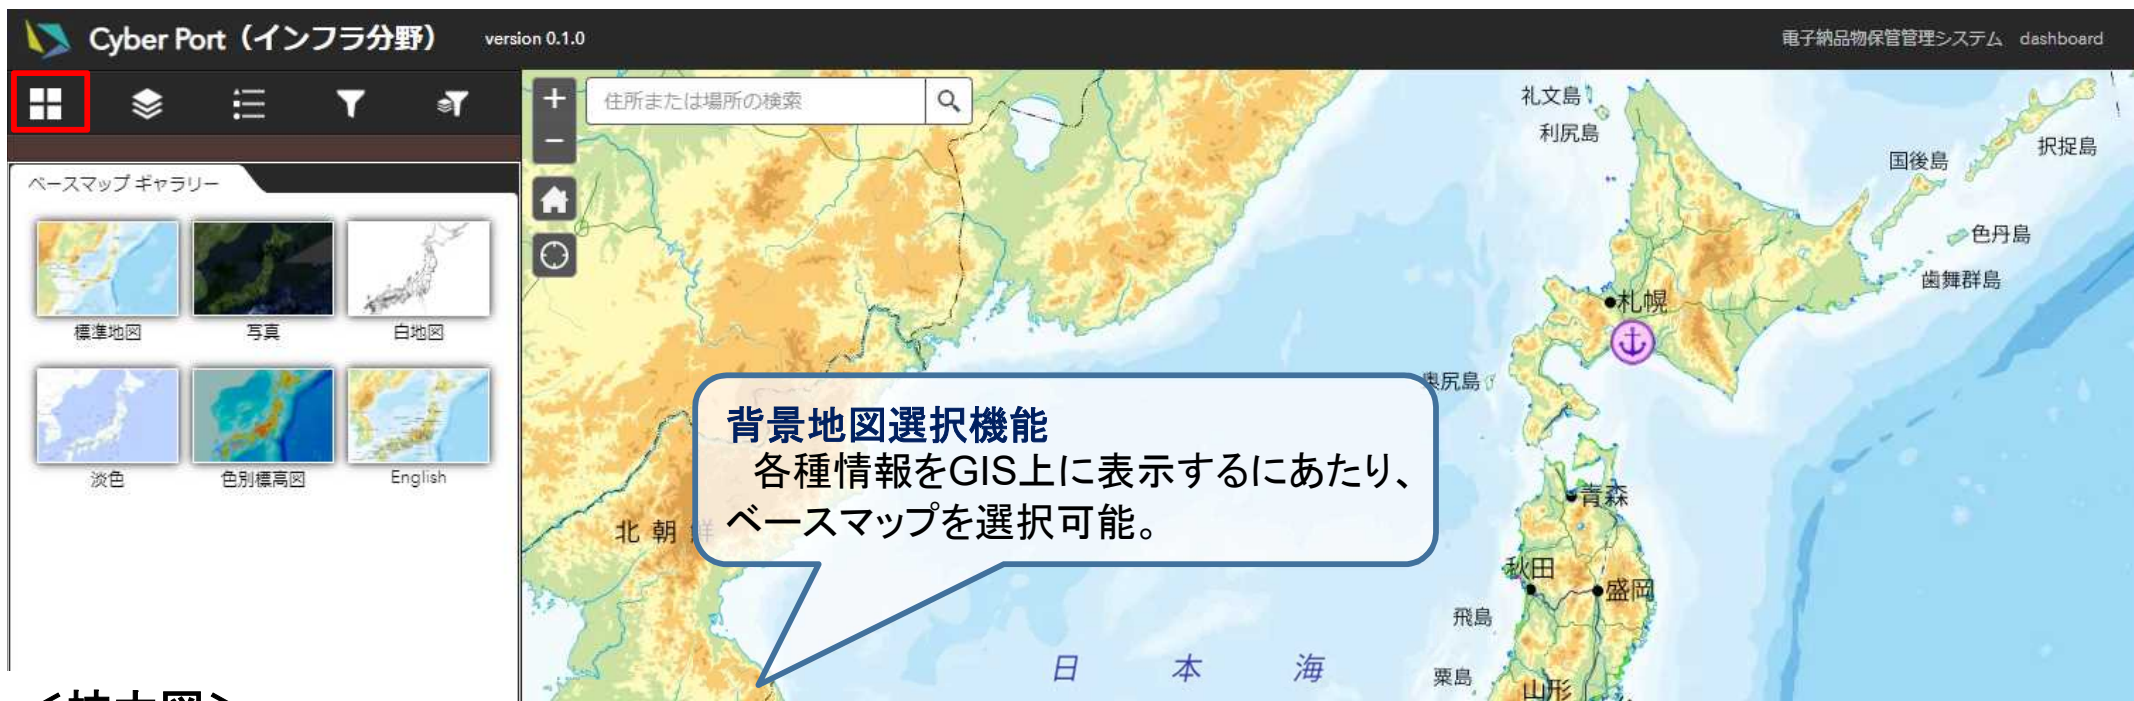 Cyber Port（インフラ分野） version 0.1.0
電子納品物保管管理システム dashboard
住所または場所の検索
ベースマップ ギャラリー
標準地図 写真 白地図
淡色 色別標高図 English
背景地図選択機能
各種情報をGIS上に表示するにあたり、
ベースマップを選択可能。
礼文島
利尻島
国後島
択捉島
色丹島
歯舞群島
札幌
奥尻島
青森
北朝鮮
秋田
盛岡
飛島
日本海
粟島
山形